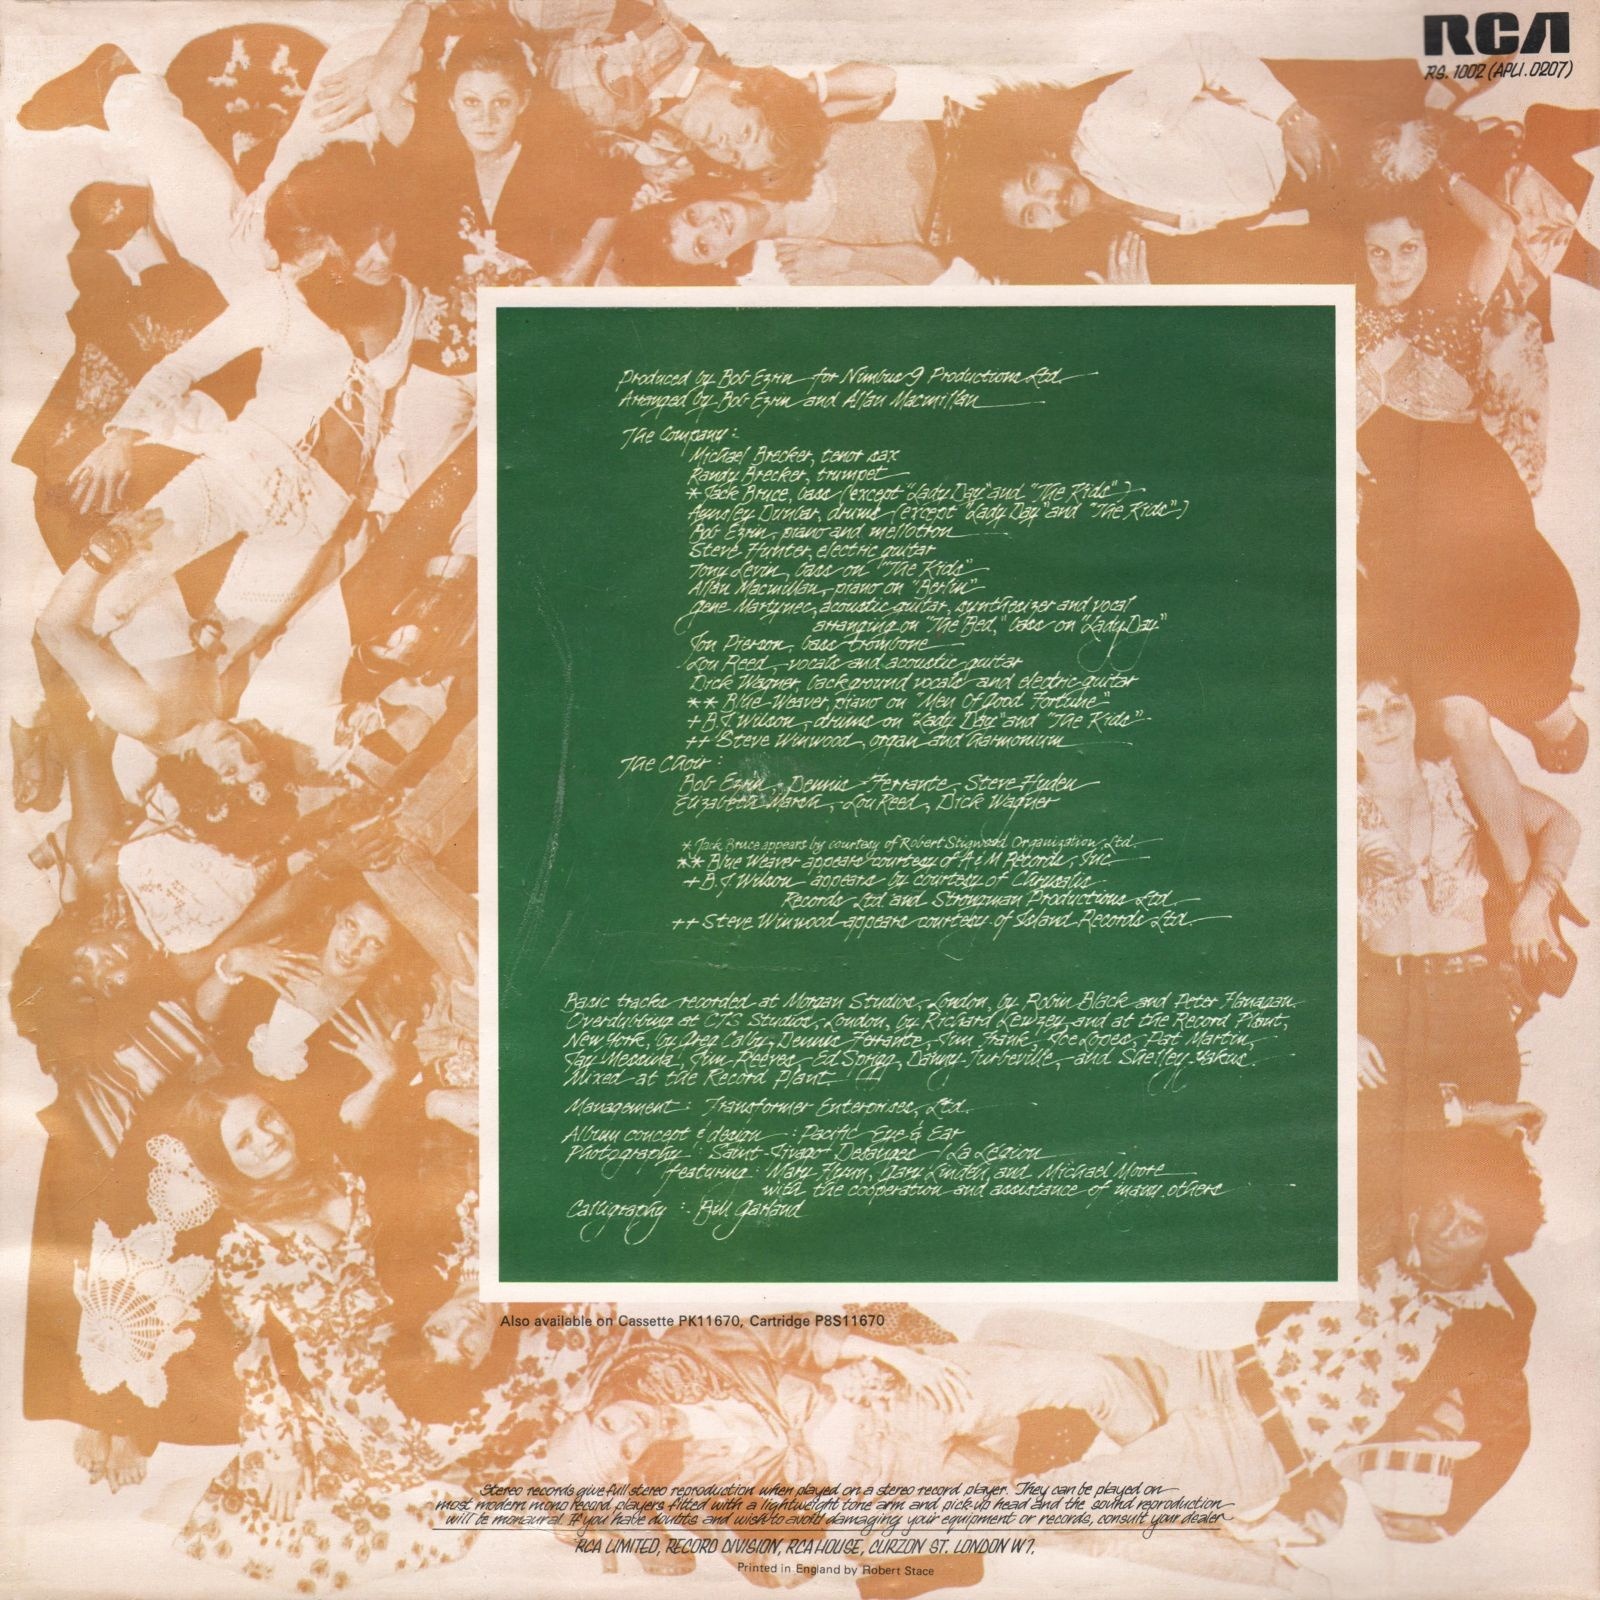 RCA
RS. 1002 (APL1.0207)
Produced by Bob Ezrin for Nimbus 9 Productions Ltd.
Arranged by Bob Ezrin and Allan Macmillan
The Company:
Michael Brecker, tenor sax
Randy Brecker, trumpet
* Jack Bruce, bass (except "Lady Day" and "The Kids")
Aynsley Dunbar, drums (except "Lady Day" and "The Kids")
Bob Ezrin, piano and mellotron
Steve Hunter, electric guitar
Tony Levin, bass on "The Kids"
Allan Macmillan, piano on "Berlin"
Gene Martynec, acoustic guitar, synthesizer and vocal
arranging on "The Bed," bass on "Lady Day"
Jon Pierson, bass trombone
Lou Reed, vocals and acoustic guitar
Dick Wagner, background vocals and electric guitar
** Blue Weaver, piano on "Men Of Good Fortune"
+ B.J. Wilson, drums on "Lady Day" and "The Kids"
++ Steve Winwood, organ and harmonium
The Choir:
Bob Ezrin, Dennis Ferrante, Steve Hyden
Elizabeth March, Lou Reed, Dick Wagner
* Jack Bruce appears by courtesy of Robert Stigwood Organization, Ltd.
** Blue Weaver appears courtesy of A & M Records, Inc.
+ B.J. Wilson appears by courtesy of Chrysalis
Records Ltd and Strongman Productions Ltd.
++ Steve Winwood appears courtesy of Island Records Ltd.
Basic tracks recorded at Morgan Studios, London, by Robin Black and Peter Flanagan
Overdubbing at CTS Studios, London, by Richard Kewzey, and at the Record Plant,
New York, by Greg Calby, Dennis Ferrante, Jim Frank, Joe Lopes, Pat Martin,
Jay Messina, Jim Reeves, Ed Sprigg, Danny Turbeville, and Shelley Yakus.
Mixed at the Record Plant
Management: Transformer Enterprises, Ltd.
Album concept & design: Pacific Eye & Ear
Photography: Saint-Jivago Desanges / La Légion
featuring: Mary Flynn, Gary Linden, and Michael Moore
with the cooperation and assistance of many others
Calligraphy: Bill Garland
Also available on Cassette PK11670, Cartridge P8S11670
Stereo records give full stereo reproduction when played on a stereo record player. They can be played on
most modern mono record players fitted with a lightweight tone arm and pick-up head and the sound reproduction
will be monaural. If you have doubts and wish to avoid damaging your equipment or records, consult your dealer
RCA LIMITED, RECORD DIVISION, RCA HOUSE, CURZON ST. LONDON W1.
Printed in England by Robert Stace